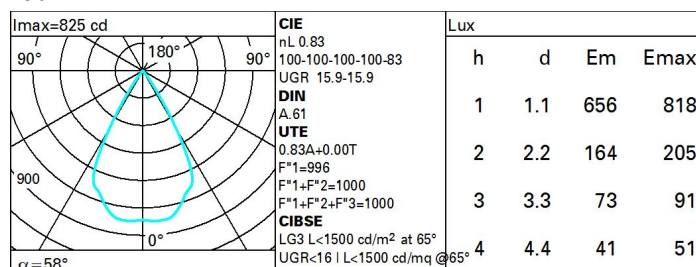 Imax=825 cd
90° 180° 90°
900
0°
α=58°
CIE
nL 0.83
100-100-100-100-83
UGR 15.9-15.9
DIN
A.61
UTE
0.83A+0.00T
F"1=996
F"1+F"2=1000
F"1+F"2+F"3=1000
CIBSE
LG3 L<1500 cd/m² at 65°
UGR<16 | L<1500 cd/mq @65°
Lux
h d Em Emax
1 1.1 656 818
2 2.2 164 205
3 3.3 73 91
4 4.4 41 51